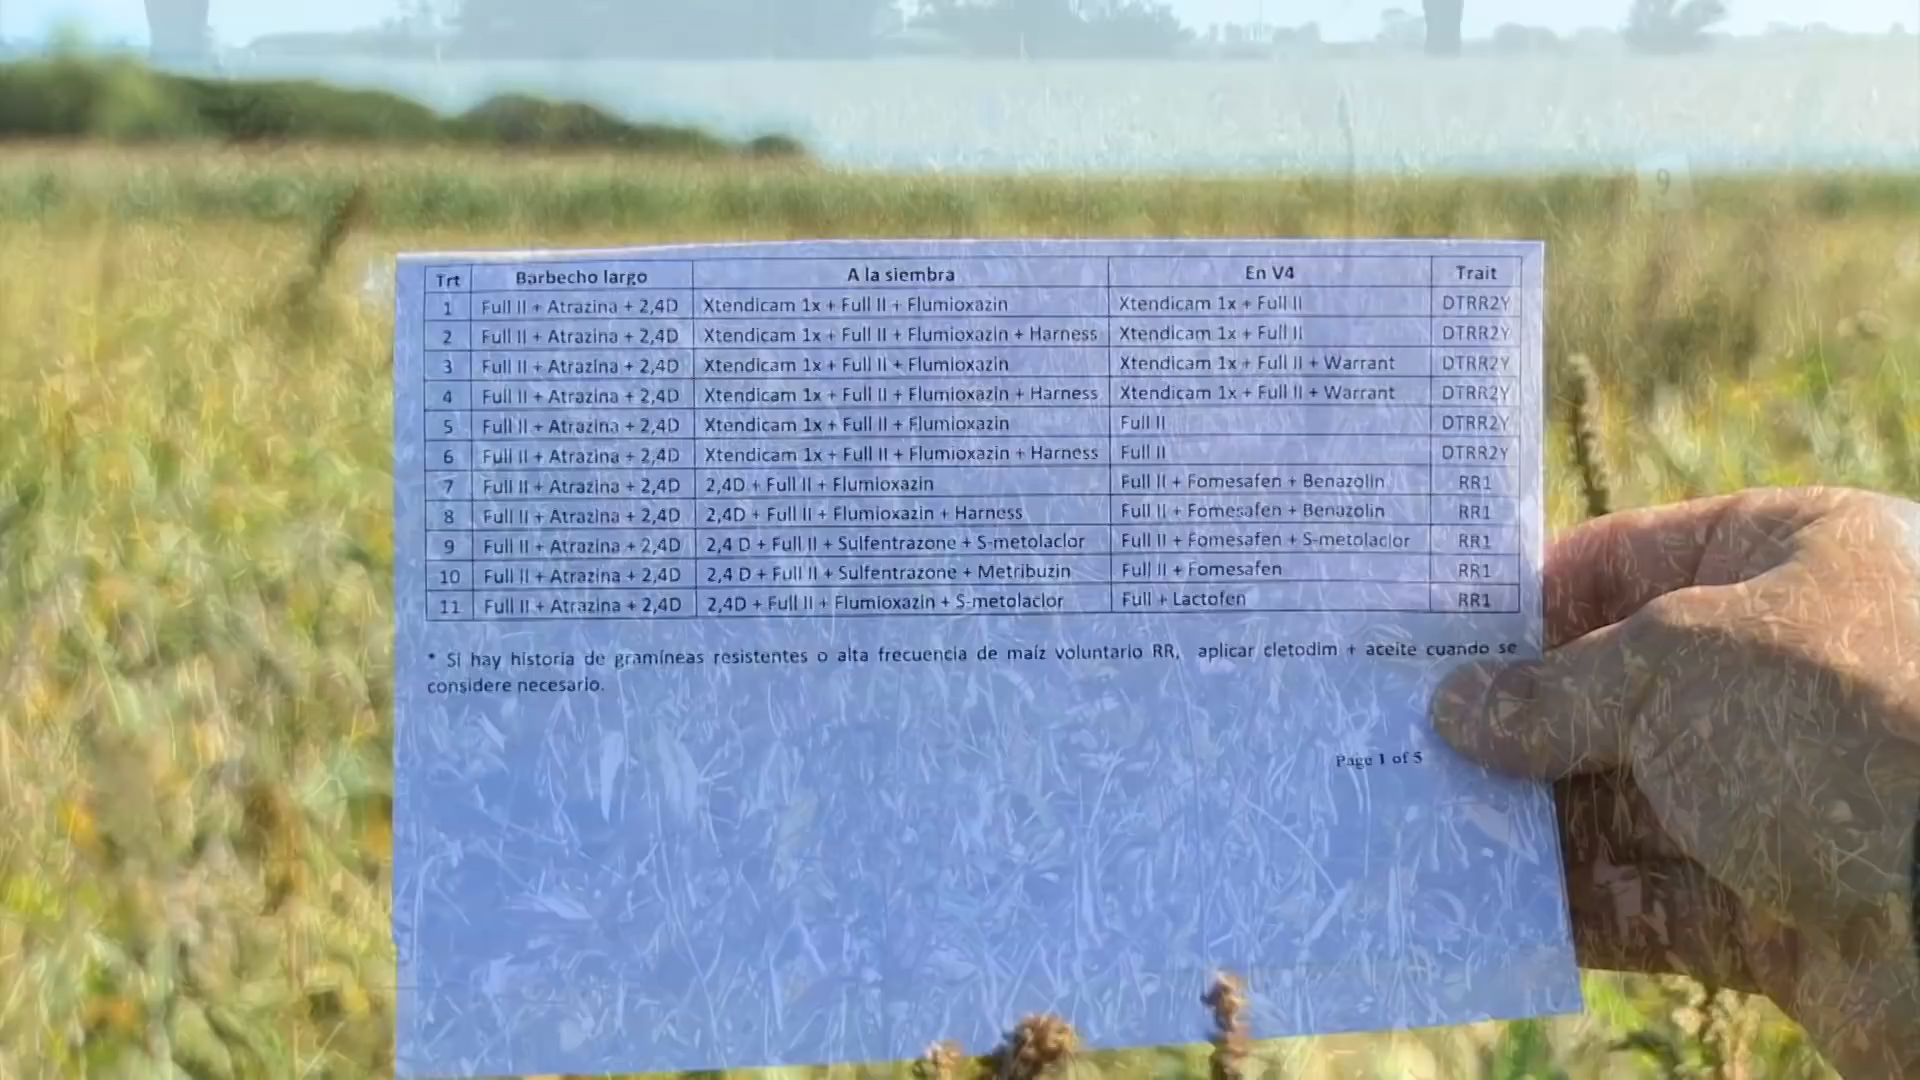 Trt Barbecho largo A la siembra En V4 Trait
1 Full II + Atrazina + 2,4D Xtendicam 1x + Full II + Flumioxazin Xtendicam 1x + Full II DTRR2Y
2 Full II + Atrazina + 2,4D Xtendicam 1x + Full II + Flumioxazin + Harness Xtendicam 1x + Full II DTRR2Y
3 Full II + Atrazina + 2,4D Xtendicam 1x + Full II + Flumioxazin Xtendicam 1x + Full II + Warrant DTRR2Y
4 Full II + Atrazina + 2,4D Xtendicam 1x + Full II + Flumioxazin + Harness Xtendicam 1x + Full II + Warrant DTRR2Y
5 Full II + Atrazina + 2,4D Xtendicam 1x + Full II + Flumioxazin Full II DTRR2Y
6 Full II + Atrazina + 2,4D Xtendicam 1x + Full II + Flumioxazin + Harness Full II DTRR2Y
7 Full II + Atrazina + 2,4D 2,4D + Full II + Flumioxazin Full II + Fomesafen + Benazolin RR1
8 Full II + Atrazina + 2,4D 2,4D + Full II + Flumioxazin + Harness Full II + Fomesafen + Benazolin RR1
9 Full II + Atrazina + 2,4D 2,4 D + Full II + Sulfentrazone + S-metolaclor Full II + Fomesafen + S-metolaclor RR1
10 Full II + Atrazina + 2,4D 2,4 D + Full II + Sulfentrazone + Metribuzin Full II + Fomesafen RR1
11 Full II + Atrazina + 2,4D 2,4D + Full II + Flumioxazin + S-metolaclor Full + Lactofen RR1
* Si hay historia de gramíneas resistentes o alta frecuencia de maíz voluntario RR, aplicar cletodim + aceite cuando se
considere necesario.
Page 1 of 5
9